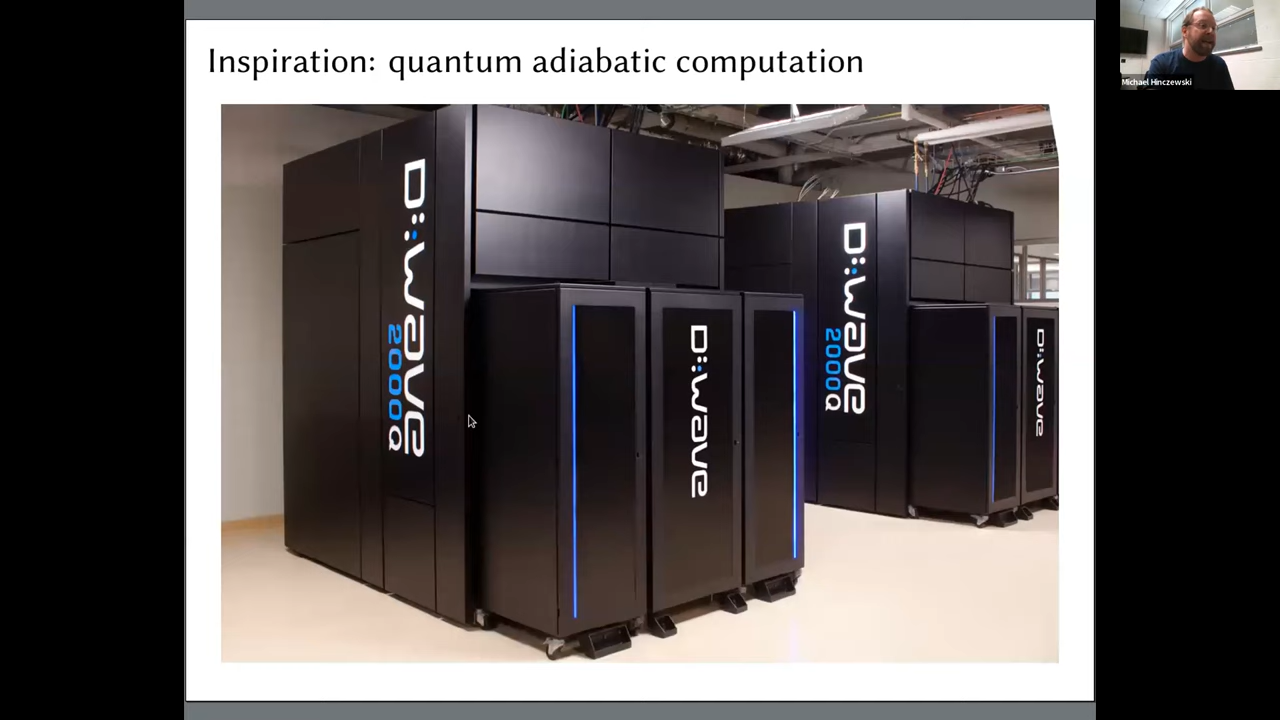 Inspiration: quantum adiabatic computation
Michael Hinczewski
D:wave
2000Q
D:wave
D:wave
2000Q
D:wave